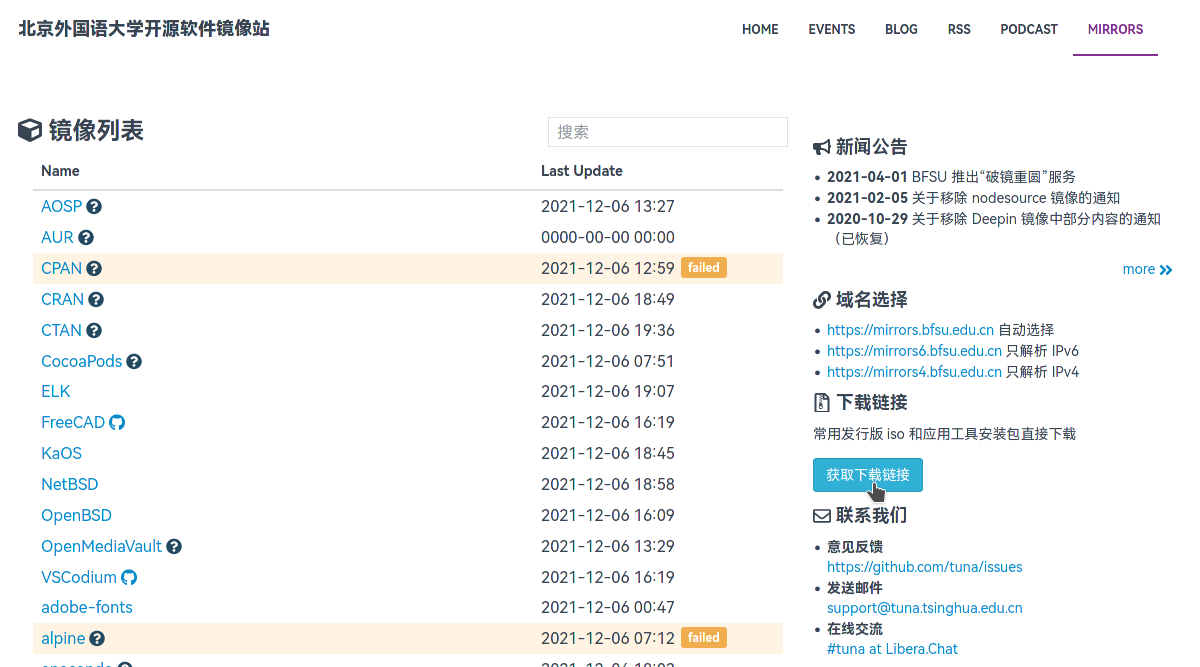 北京外国语大学开源软件镜像站
HOME EVENTS BLOG RSS PODCAST MIRRORS
镜像列表
搜索
Name Last Update
AOSP 2021-12-06 13:27
AUR 0000-00-00 00:00
CPAN 2021-12-06 12:59 failed
CRAN 2021-12-06 18:49
CTAN 2021-12-06 19:36
CocoaPods 2021-12-06 07:51
ELK 2021-12-06 19:07
FreeCAD 2021-12-06 16:19
KaOS 2021-12-06 18:45
NetBSD 2021-12-06 18:58
OpenBSD 2021-12-06 16:09
OpenMediaVault 2021-12-06 13:29
VSCodium 2021-12-06 16:19
adobe-fonts 2021-12-06 00:47
alpine 2021-12-06 07:12 failed
新闻公告
2021-04-01 BFSU 推出“破镜重圆”服务
2021-02-05 关于移除 nodesource 镜像的通知
2020-10-29 关于移除 Deepin 镜像中部分内容的通知
（已恢复）
more
域名选择
https://mirrors.bfsu.edu.cn 自动选择
https://mirrors6.bfsu.edu.cn 只解析 IPv6
https://mirrors4.bfsu.edu.cn 只解析 IPv4
下载链接
常用发行版 iso 和应用工具安装包直接下载
获取下载链接
联系我们
意见反馈
https://github.com/tuna/issues
发送邮件
support@tuna.tsinghua.edu.cn
在线交流
#tuna at Libera.Chat